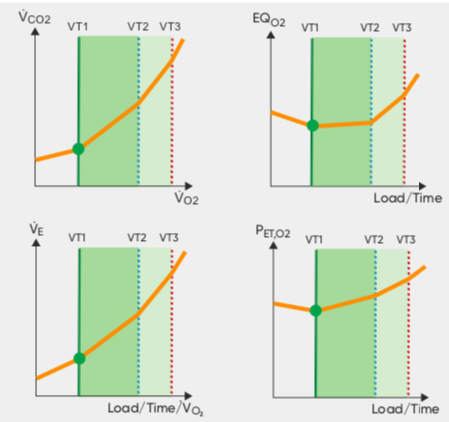 V̇CO2
VT1 VT2 VT3
V̇O2
EQO2
VT1 VT2 VT3
Load/Time
V̇E
VT1 VT2 VT3
Load/Time/V̇O₂
PET,O2
VT1 VT2 VT3
Load/Time